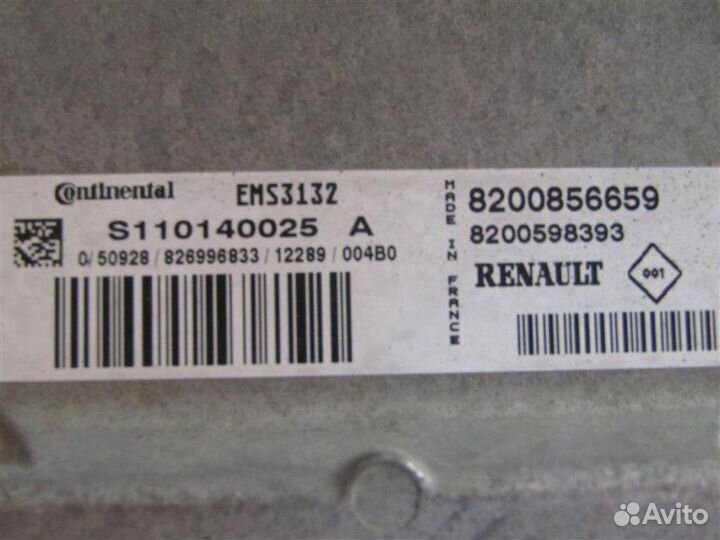 Continental EMS3132
S110140025 A
0/50928/826996833/12289/004B0
MADE IN FRANCE
8200856659
8200598393
RENAULT 001
Avito